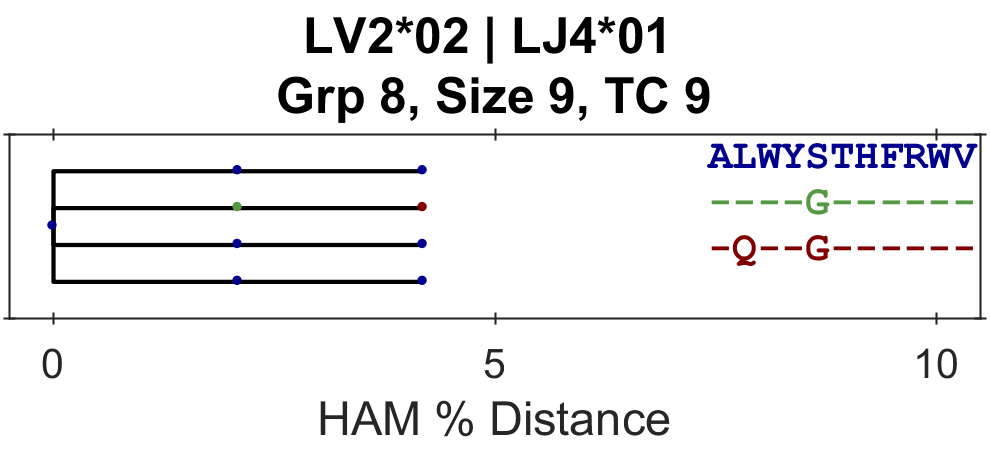 LV2*02 | LJ4*01
Grp 8, Size 9, TC 9
ALWYSTHFRWV
----G------
-Q--G------
0 5 10
HAM % Distance